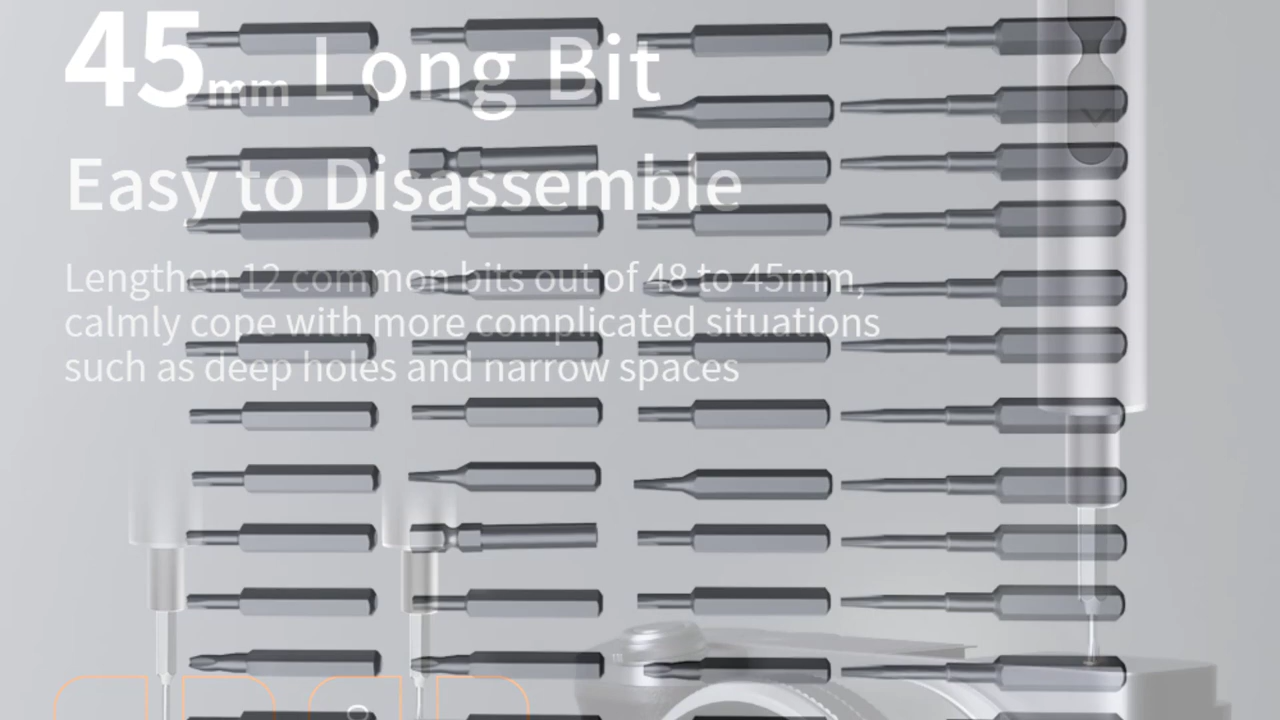 45mm Long Bit
Easy to Disassemble
Lengthen 12 common bits out of 48 to 45mm,
calmly cope with more complicated situations
such as deep holes and narrow spaces